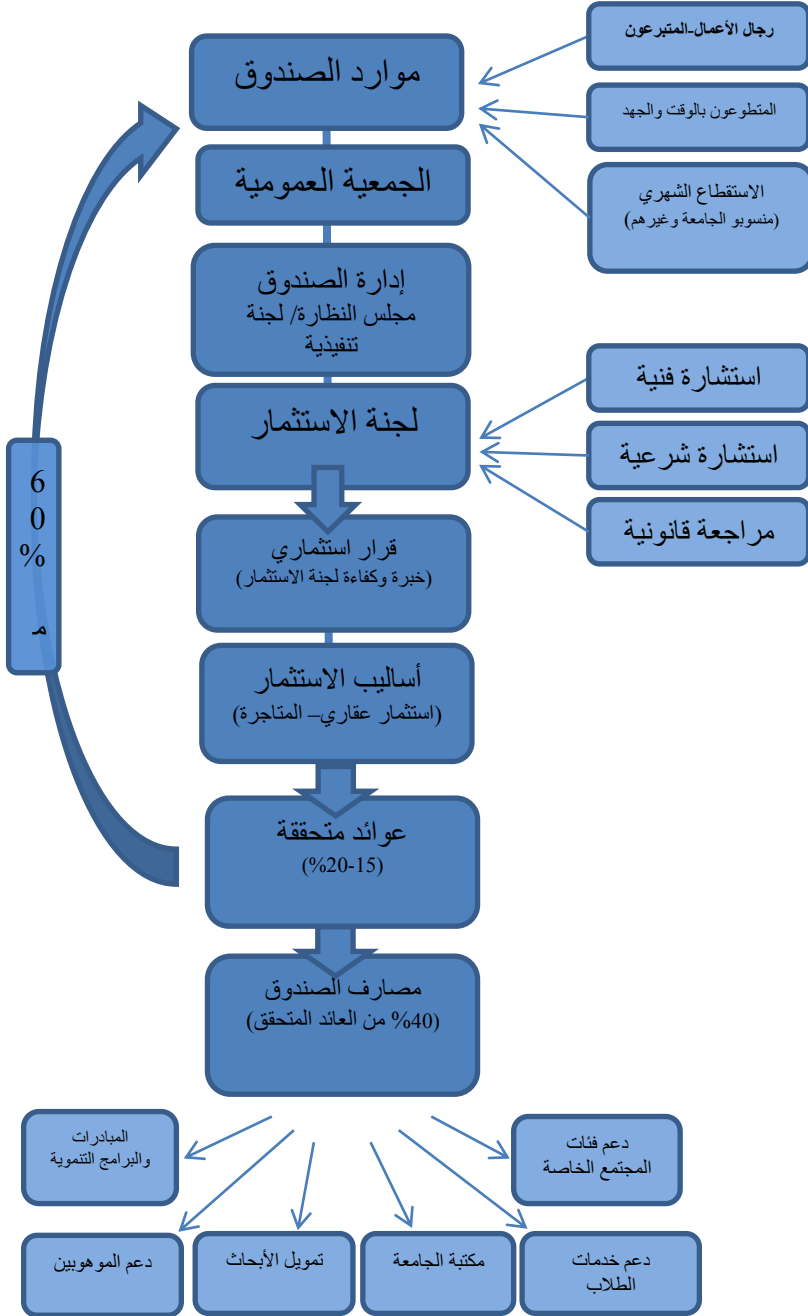 رجال الأعمال-المتبرعون
موارد الصندوق
المتطوعون بالوقت والجهد
الاستقطاع الشهري
(منسوبو الجامعة وغيرهم)
الجمعية العمومية
إدارة الصندوق
مجلس النظارة/ لجنة
تنفيذية
لجنة الاستثمار
استشارة فنية
استشارة شرعية
مراجعة قانونية
قرار استثماري
(خبرة وكفاءة لجنة الاستثمار)
أساليب الاستثمار
(استثمار عقاري– المتاجرة)
6
0
%
م
عوائد متحققة
(%20-15)
مصارف الصندوق
(%40 من العائد المتحقق)
دعم فئات
المجتمع الخاصة
المبادرات
والبرامج التنموية
دعم خدمات
الطلاب
مكتبة الجامعة
تمويل الأبحاث
دعم الموهوبين